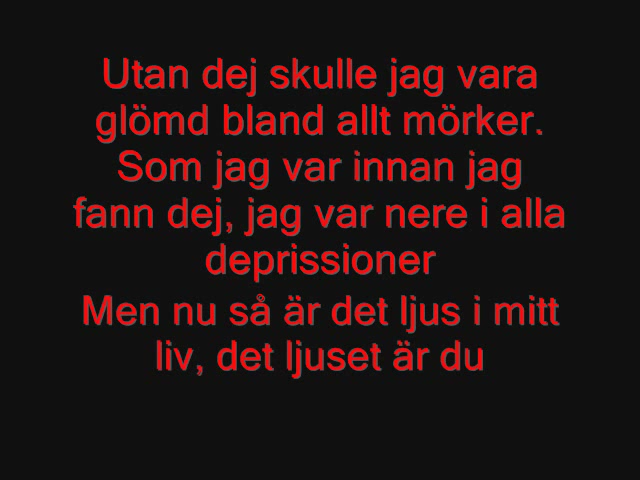 Utan dej skulle jag vara
glömd bland allt mörker.
Som jag var innan jag
fann dej, jag var nere i alla
deprissioner
Men nu så är det ljus i mitt
liv, det ljuset är du